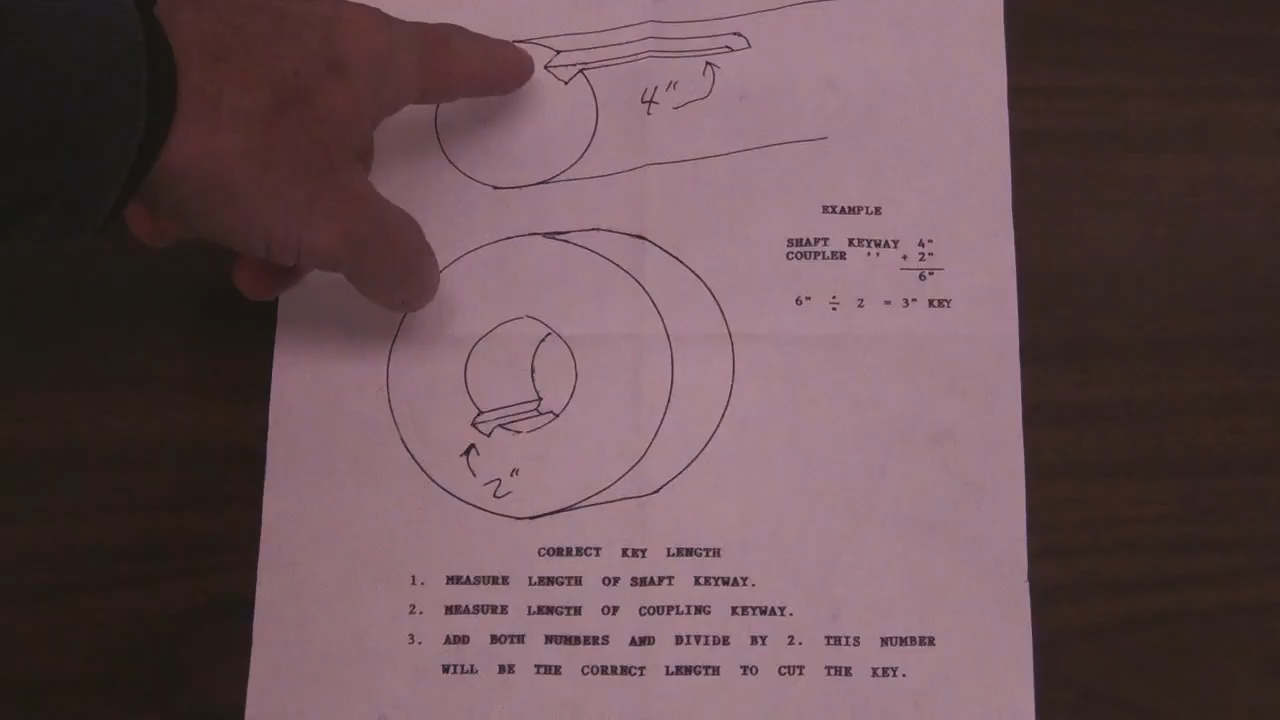 4"
EXAMPLE
SHAFT KEYWAY 4"
COUPLER '' + 2"
6"
6" ÷ 2 = 3" KEY
2"
CORRECT KEY LENGTH
1. MEASURE LENGTH OF SHAFT KEYWAY.
2. MEASURE LENGTH OF COUPLING KEYWAY.
3. ADD BOTH NUMBERS AND DIVIDE BY 2. THIS NUMBER
WILL BE THE CORRECT LENGTH TO CUT THE KEY.